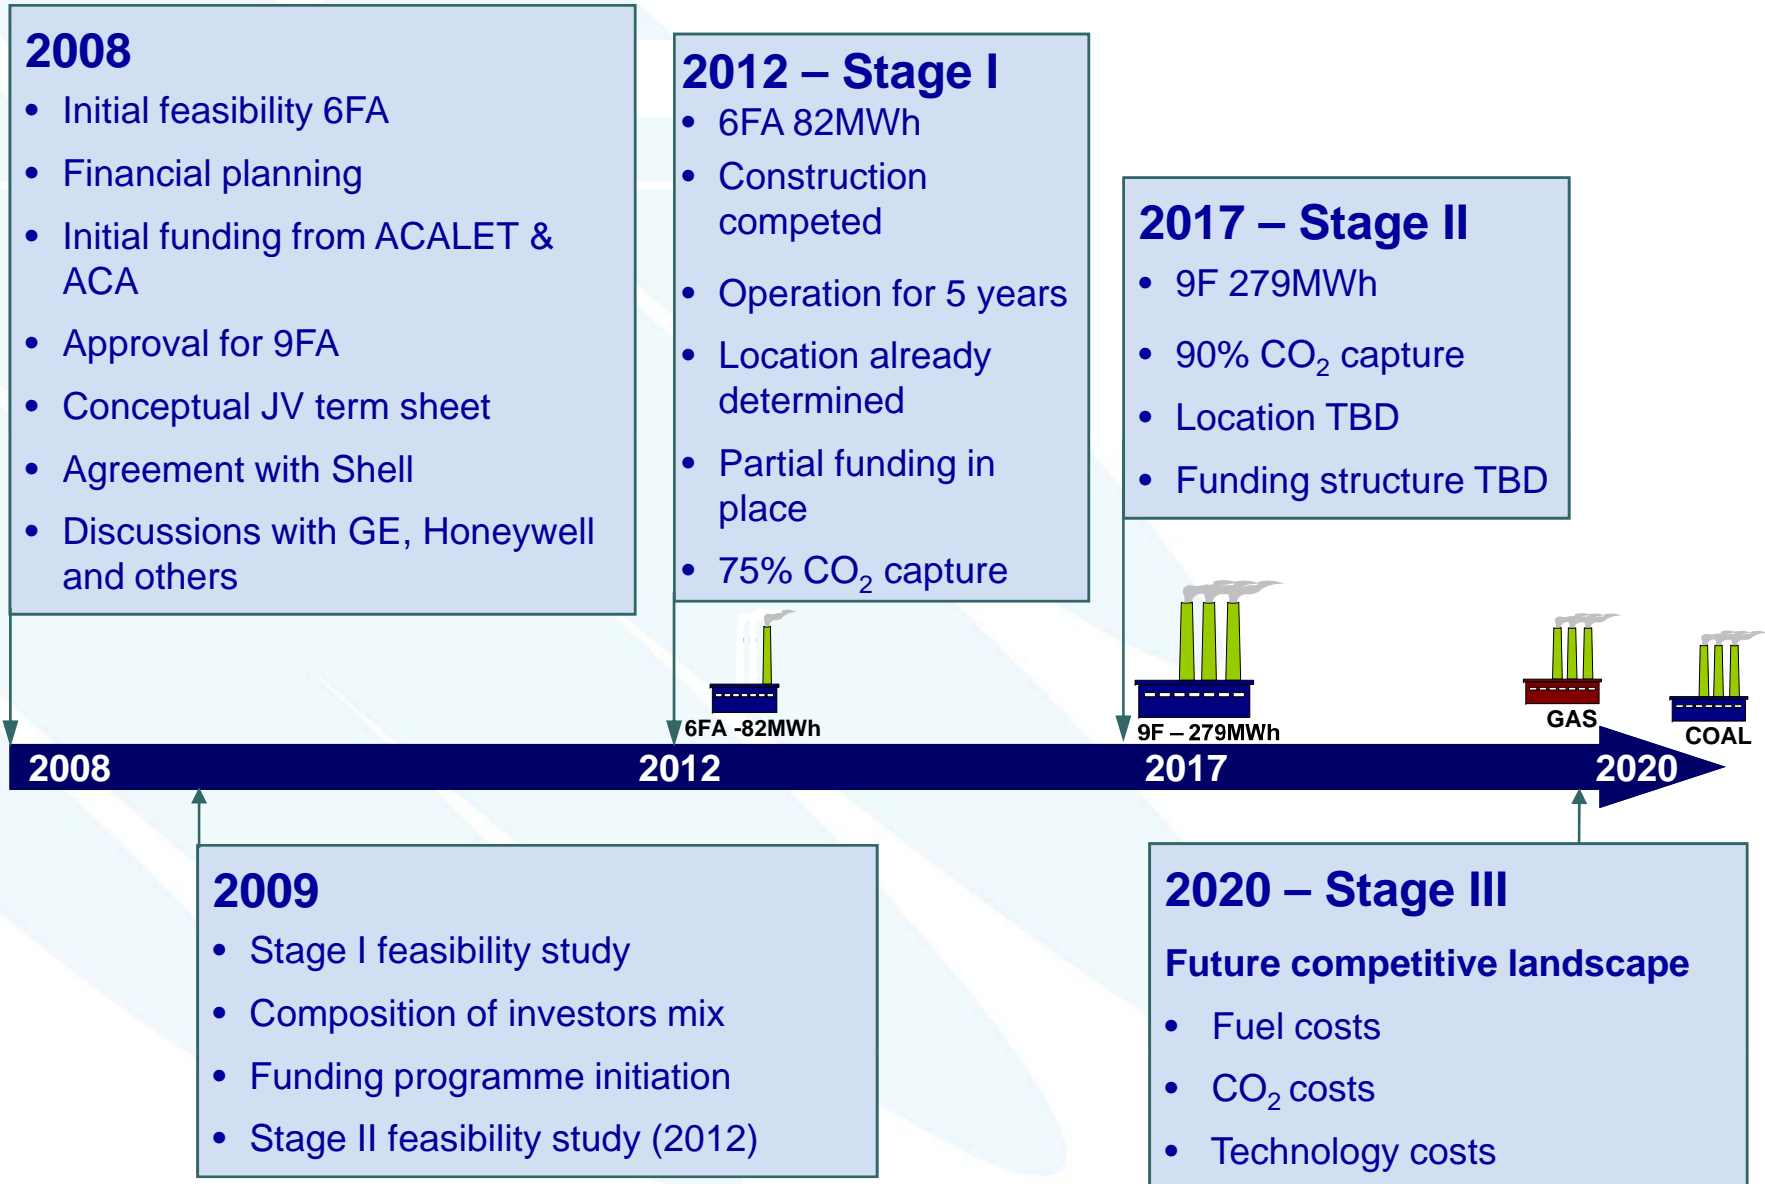 2008
• Initial feasibility 6FA
• Financial planning
• Initial funding from ACALET &
ACA
• Approval for 9FA
• Conceptual JV term sheet
• Agreement with Shell
• Discussions with GE, Honeywell
and others
2012 – Stage I
• 6FA 82MWh
• Construction
competed
• Operation for 5 years
• Location already
determined
• Partial funding in
place
• 75% CO₂ capture
2017 – Stage II
• 9F 279MWh
• 90% CO₂ capture
• Location TBD
• Funding structure TBD
6FA -82MWh
9F – 279MWh
GAS
COAL
2008
2012
2017
2020
2009
• Stage I feasibility study
• Composition of investors mix
• Funding programme initiation
• Stage II feasibility study (2012)
2020 – Stage III
Future competitive landscape
• Fuel costs
• CO₂ costs
• Technology costs